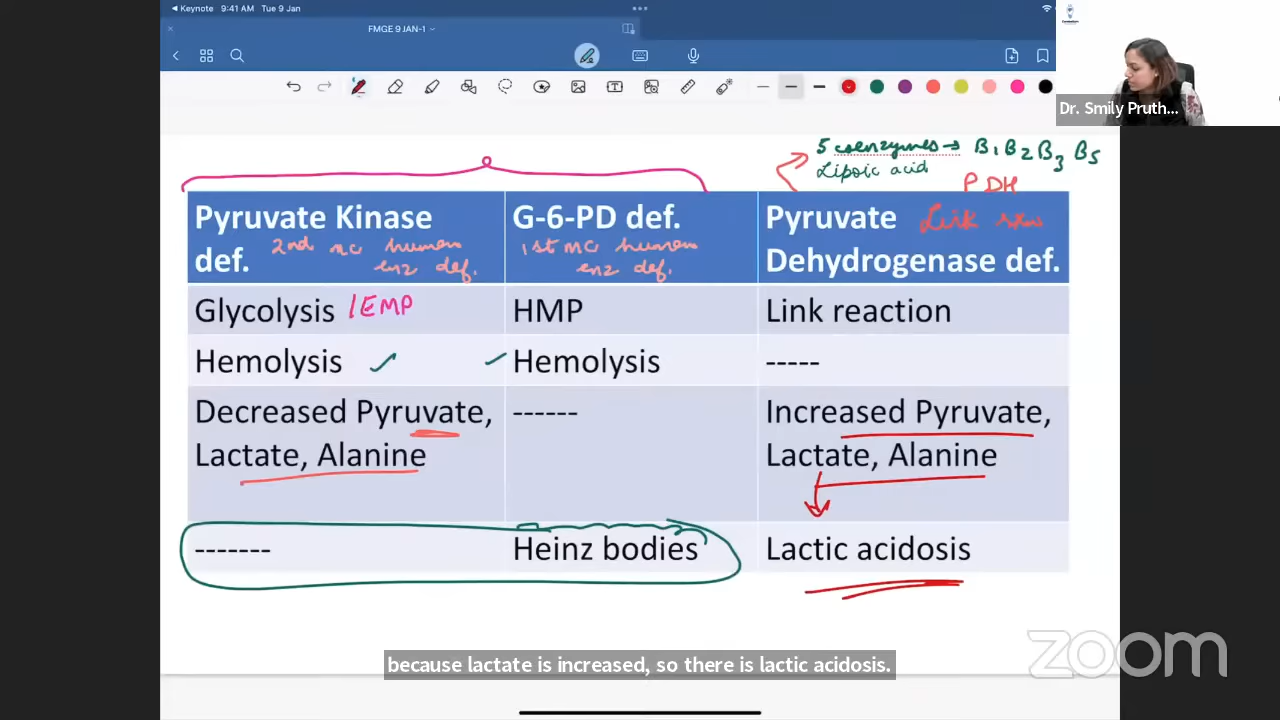 Keynote 9:41 AM Tue 9 Jan
FMGE 9 JAN-1
Dr. Smily Pruth...
5 coenzymes → B1 B2 B3 B5
Lipoic acid
PDH
Pyruvate Kinase
def. 2nd mc human
enz def.
G-6-PD def.
1st mc human
enz def.
Pyruvate Link
Dehydrogenase def.
Glycolysis /EMP
HMP
Link reaction
Hemolysis
Hemolysis
-----
Decreased Pyruvate,
Lactate, Alanine
------
Increased Pyruvate,
Lactate, Alanine
-------
Heinz bodies
Lactic acidosis
because lactate is increased, so there is lactic acidosis.
zoom